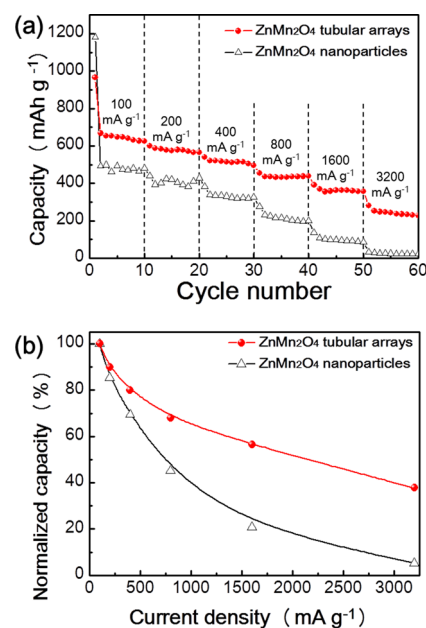 (a)
ZnMn2O4 tubular arrays
ZnMn2O4 nanoparticles
Capacity (mAh g-1)
1200
1000
800
600
400
200
0
100
mA g-1
200
mA g-1
400
mA g-1
800
mA g-1
1600
mA g-1
3200
mA g-1
0 10 20 30 40 50 60
Cycle number
(b)
ZnMn2O4 tubular arrays
ZnMn2O4 nanoparticles
Normalized capacity (%)
100
80
60
40
20
0
0 500 1000 1500 2000 2500 3000
Current density (mA g-1)